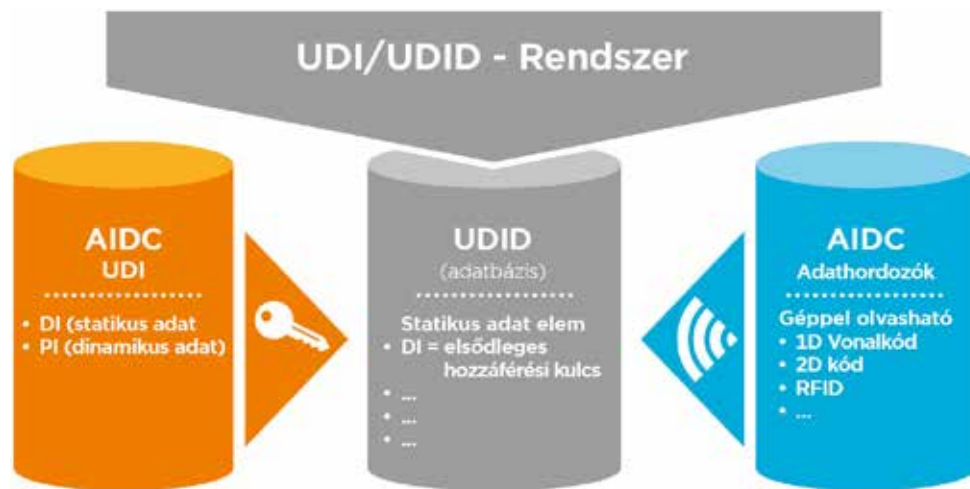 UDI/UDID - Rendszer
AIDC
UDI
• DI (statikus adat
• PI (dinamikus adat)
UDID
(adatbázis)
Statikus adat elem
• DI = elsődleges
hozzáférési kulcs
• ...
• ...
• ...
AIDC
Adathordozók
Géppel olvasható
• 1D Vonalkód
• 2D kód
• RFID
• ...